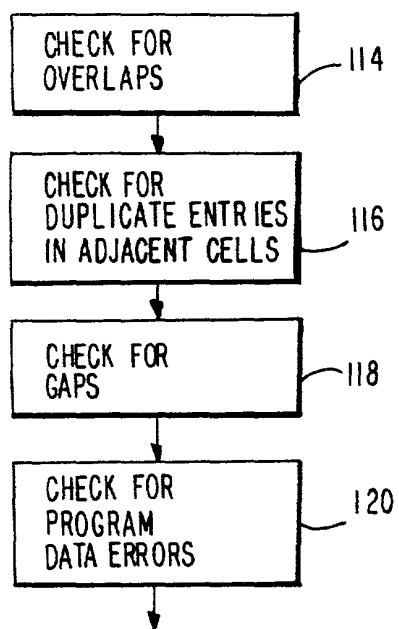 CHECK FOR
OVERLAPS
114
CHECK FOR
DUPLICATE ENTRIES
IN ADJACENT CELLS
116
CHECK FOR
GAPS
118
CHECK FOR
PROGRAM
DATA ERRORS
120